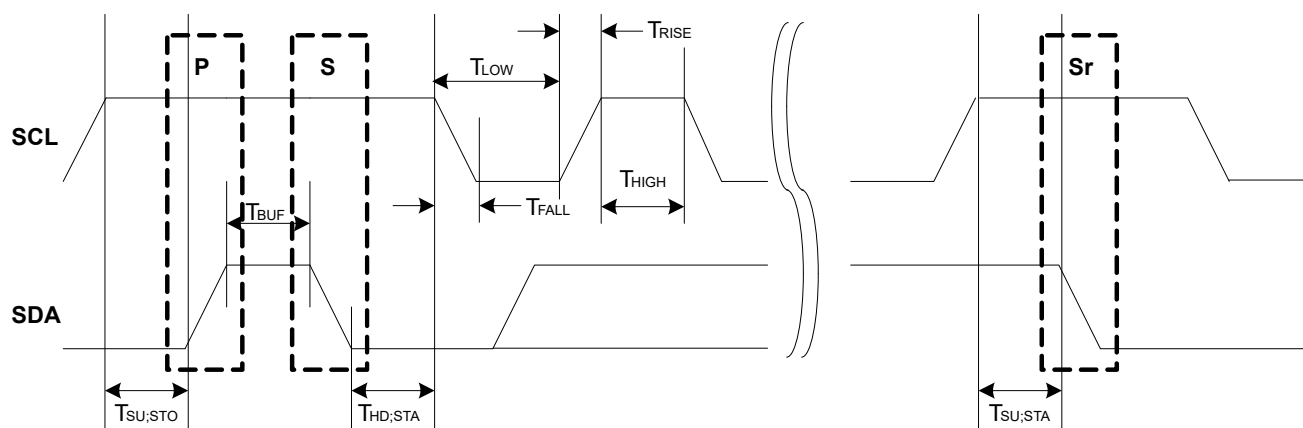 TRISE
P
S
TLOW
Sr
SCL
THIGH
TBUF
TFALL
SDA
TSU;STO
THD;STA
TSU;STA